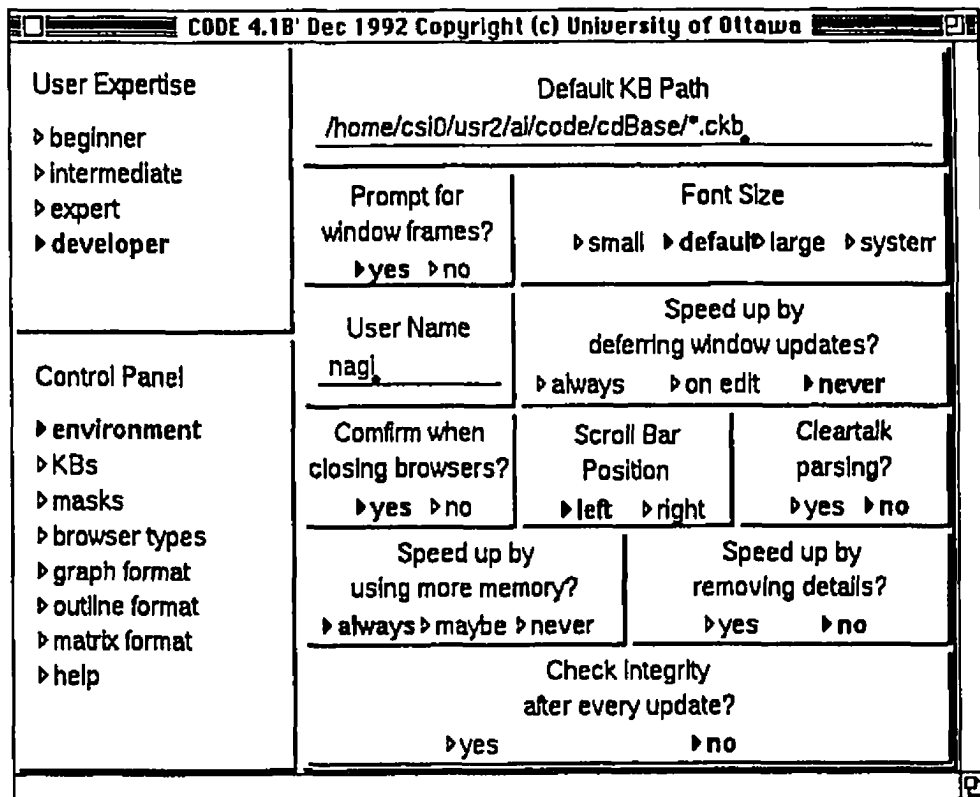 CODE 4.1B' Dec 1992 Copyright (c) University of Ottawa
User Expertise
beginner
intermediate
expert
developer
Control Panel
environment
KBs
masks
browser types
graph format
outline format
matrix format
help
Default KB Path
/home/csi0/usr2/ai/code/cdBase/*.ckb
Prompt for
window frames?
yes no
Font Size
small default large system
User Name
nagi
Speed up by
deferring window updates?
always on edit never
Comfirm when
closing browsers?
yes no
Scroll Bar
Position
left right
Cleartalk
parsing?
yes no
Speed up by
using more memory?
always maybe never
Speed up by
removing details?
yes no
Check integrity
after every update?
yes no